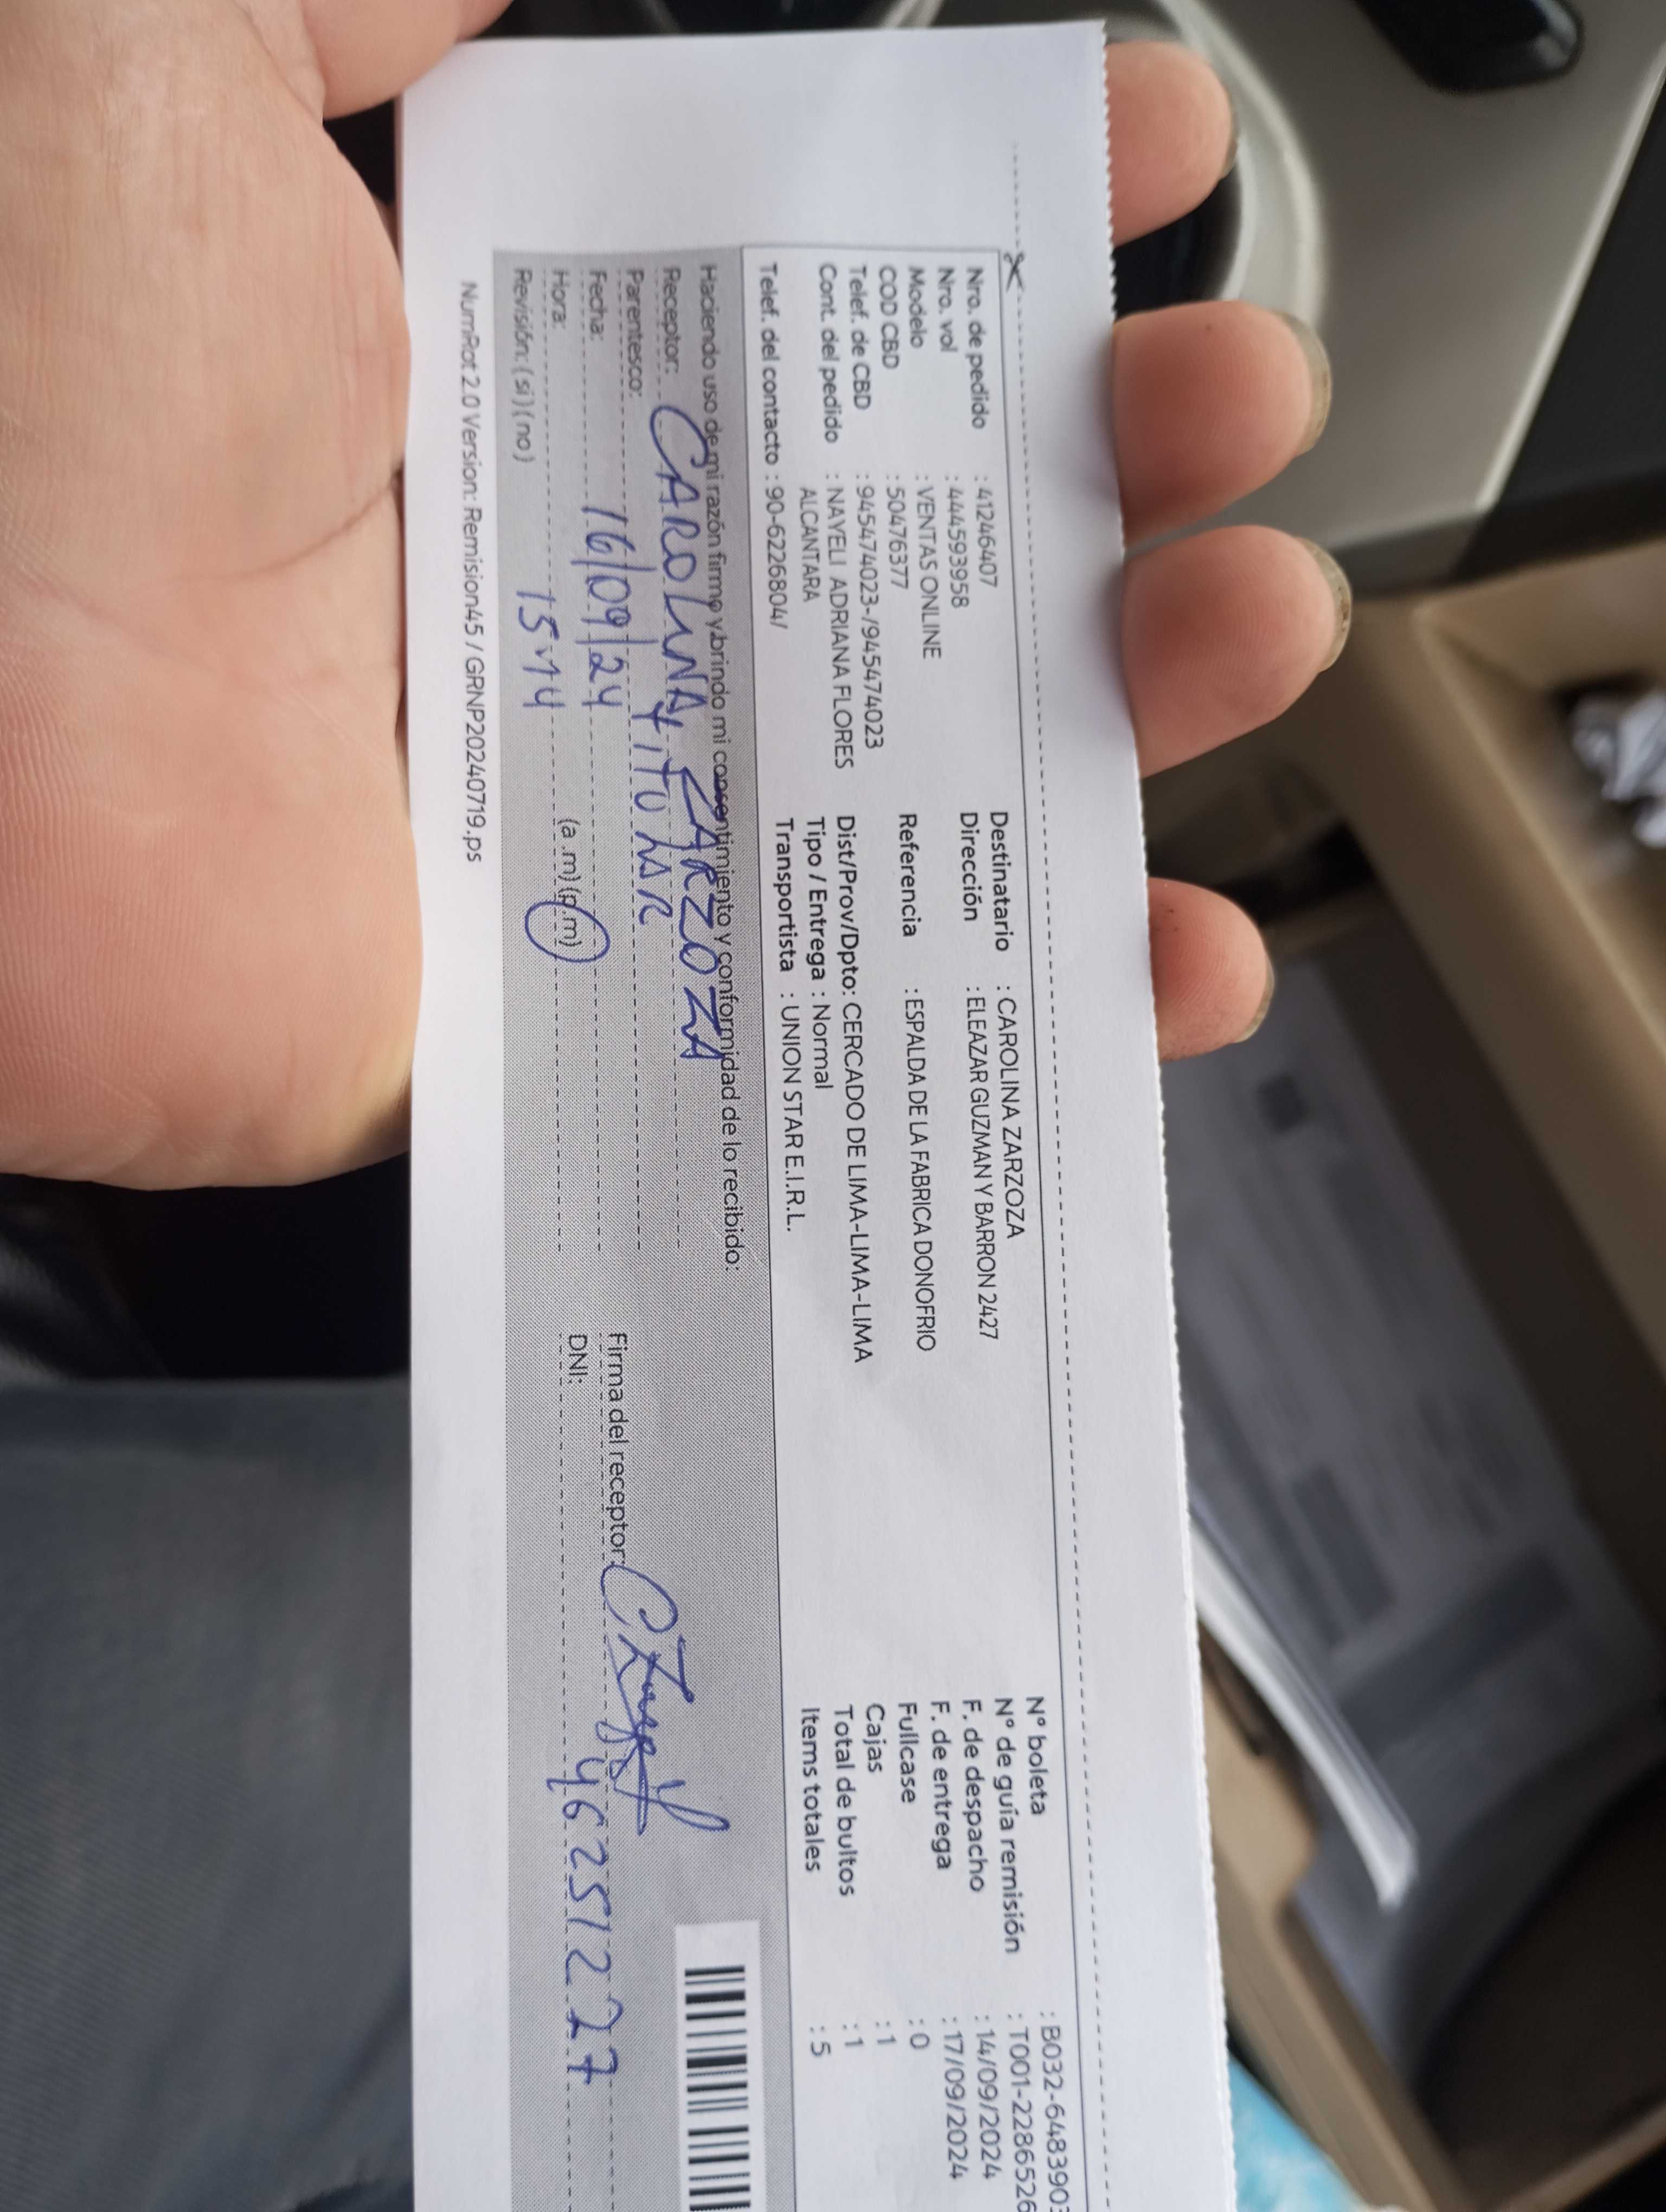 Nro. de pedido : 41246407
Nro. vol : 444593958
Modelo : VENTAS ONLINE
COD CBD : 50476377
Telef. de CBD : 945474023-/945474023
Cont. del pedido : NAYELI ADRIANA FLORES
ALCANTARA
Telef. del contacto : 90-6226804/
Destinatario : CAROLINA ZARZOZA
Dirección : ELEAZAR GUZMAN Y BARRON 2427
Referencia : ESPALDA DE LA FABRICA DONOFRIO
Dist/Prov/Dpto: CERCADO DE LIMA-LIMA-LIMA
Tipo / Entrega : Normal
Transportista : UNION STAR E.I.R.L.
N° boleta : B032-648390
N° de guía remisión : T001-2286526
F. de despacho : 14/09/2024
F. de entrega : 17/09/2024
Fullcase : 0
Cajas : 1
Total de bultos : 1
Items totales : 5
Haciendo uso de mi razón firmo y brindo mi consentimiento y conformidad de lo recibido:
Receptor: CAROLINA ZARZOZA
Parentesco: TITULAR
Fecha: 16/09/24
Hora: 15:14 (a.m) (p.m)
Revisión: (si) (no)
Firma del receptor:
DNI: 46251227
NumRot 2.0 Version: Remision45 / GRNP20240719.ps